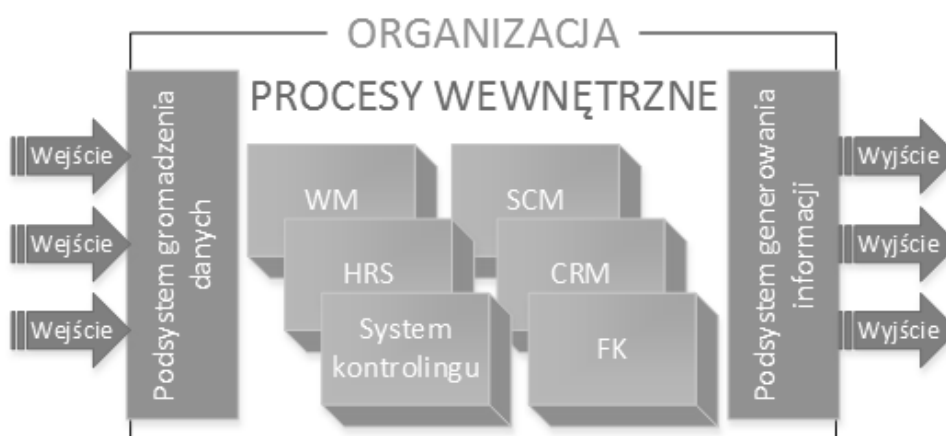 ORGANIZACJA
PROCESY WEWNĘTRZNE
Wejście
Wejście
Wejście
Podsystem gromadzenia
danych
WM
SCM
HRS
CRM
System
kontrolingu
FK
Podsystem generowania
informacji
Wyjście
Wyjście
Wyjście